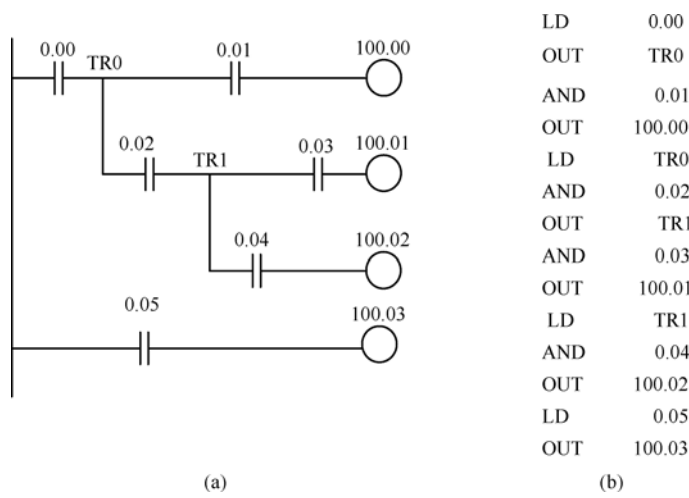 0.00
TR0
0.01
100.00
0.02
TR1
0.03
100.01
0.04
100.02
0.05
100.03
(a)
LD 0.00
OUT TR0
AND 0.01
OUT 100.00
LD TR0
AND 0.02
OUT TR1
AND 0.03
OUT 100.01
LD TR1
AND 0.04
OUT 100.02
LD 0.05
OUT 100.03
(b)